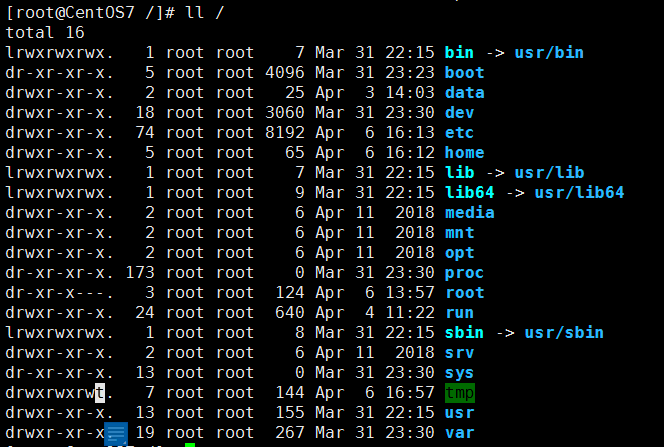 [root@CentOS7 /]# ll /
total 16
lrwxrwxrwx.   1 root root    7 Mar 31 22:15 bin -> usr/bin
dr-xr-xr-x.   5 root root 4096 Mar 31 23:23 boot
drwxr-xr-x.   2 root root   25 Apr  3 14:03 data
drwxr-xr-x.  18 root root 3060 Mar 31 23:30 dev
drwxr-xr-x.  74 root root 8192 Apr  6 16:13 etc
drwxr-xr-x.   5 root root   65 Apr  6 16:12 home
lrwxrwxrwx.   1 root root    7 Mar 31 22:15 lib -> usr/lib
lrwxrwxrwx.   1 root root    9 Mar 31 22:15 lib64 -> usr/lib64
drwxr-xr-x.   2 root root    6 Apr 11  2018 media
drwxr-xr-x.   2 root root    6 Apr 11  2018 mnt
drwxr-xr-x.   2 root root    6 Apr 11  2018 opt
dr-xr-xr-x. 173 root root    0 Mar 31 23:30 proc
dr-xr-x---.   3 root root  124 Apr  6 13:57 root
drwxr-xr-x.  24 root root  640 Apr  4 11:22 run
lrwxrwxrwx.   1 root root    8 Mar 31 22:15 sbin -> usr/sbin
drwxr-xr-x.   2 root root    6 Apr 11  2018 srv
dr-xr-xr-x.  13 root root    0 Mar 31 23:30 sys
drwxrwxrwt.   7 root root  144 Apr  6 16:57 tmp
drwxr-xr-x.  13 root root  155 Mar 31 22:15 usr
drwxr-xr-x. 19 root root  267 Mar 31 23:30 var